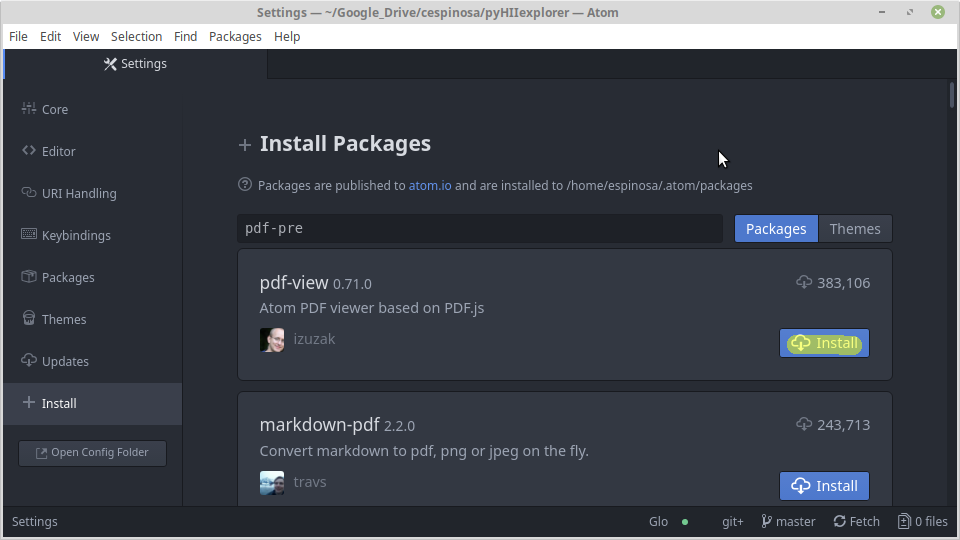 Settings — ~/Google_Drive/cespinosa/pyHIIexplorer — Atom
File Edit View Selection Find Packages Help
Settings
Core
Editor
URI Handling
Keybindings
Packages
Themes
Updates
Install
Open Config Folder
Install Packages
Packages are published to atom.io and are installed to /home/espinosa/.atom/packages
pdf-pre
Packages Themes
pdf-view 0.71.0 383,106
Atom PDF viewer based on PDF.js
izuzak Install
markdown-pdf 2.2.0 243,713
Convert markdown to pdf, png or jpeg on the fly.
travs Install
Settings Glo git+ master Fetch 0 files